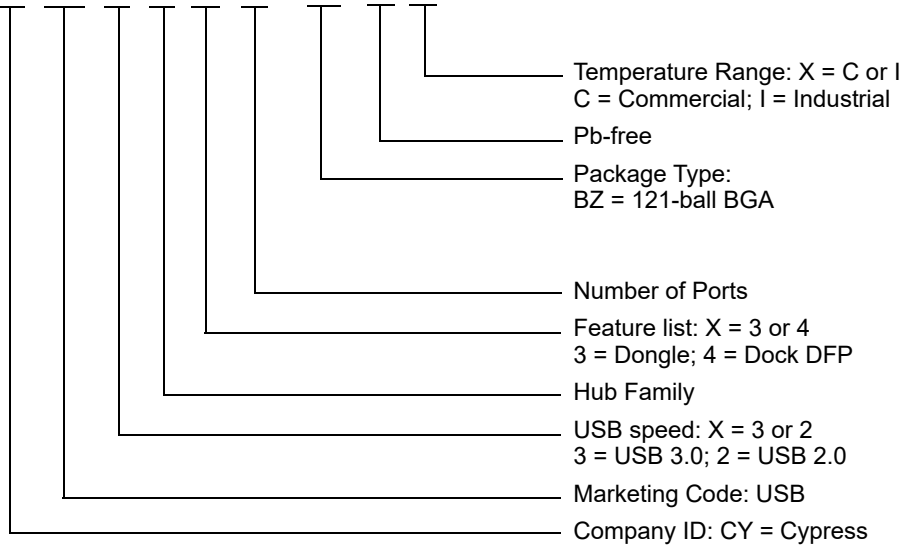 Temperature Range: X = C or I
C = Commercial; I = Industrial
Pb-free
Package Type:
BZ = 121-ball BGA
Number of Ports
Feature list: X = 3 or 4
3 = Dongle; 4 = Dock DFP
Hub Family
USB speed: X = 3 or 2
3 = USB 3.0; 2 = USB 2.0
Marketing Code: USB
Company ID: CY = Cypress